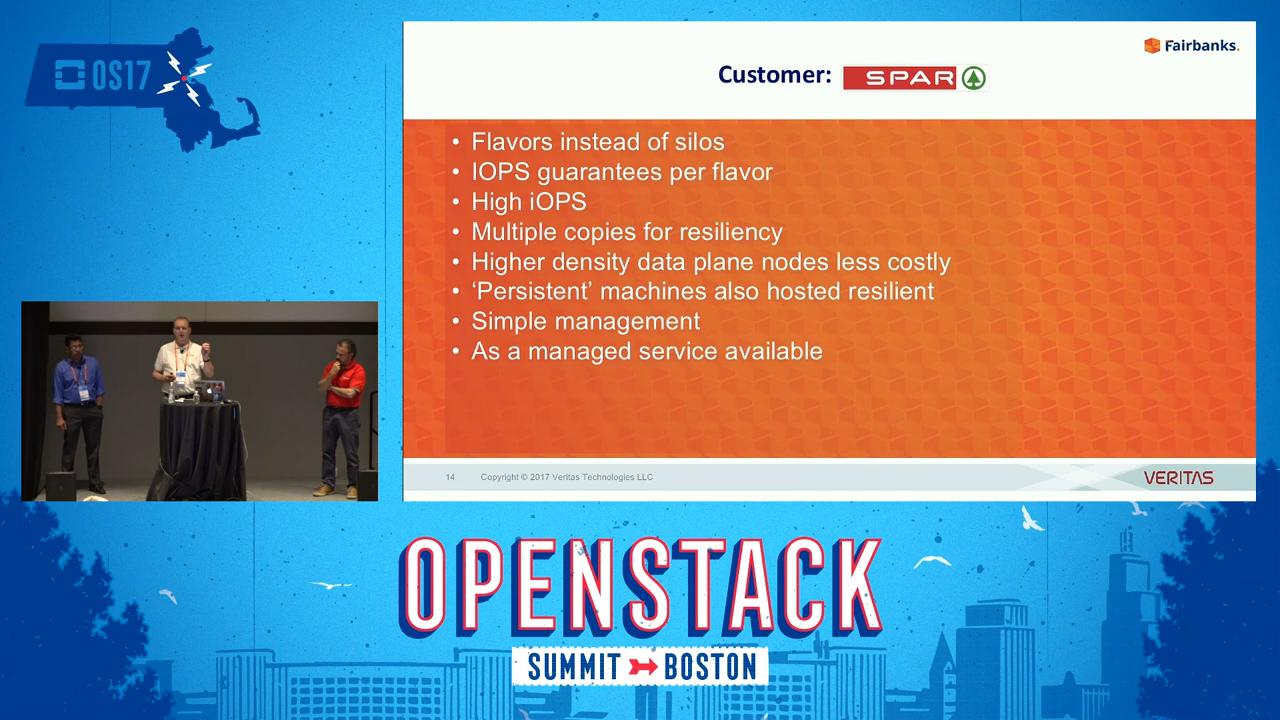 OS17
Fairbanks.
Customer: SPAR
• Flavors instead of silos
• IOPS guarantees per flavor
• High iOPS
• Multiple copies for resiliency
• Higher density data plane nodes less costly
• ‘Persistent’ machines also hosted resilient
• Simple management
• As a managed service available
14 Copyright © 2017 Veritas Technologies LLC
VERITAS
OPENSTACK
SUMMIT BOSTON